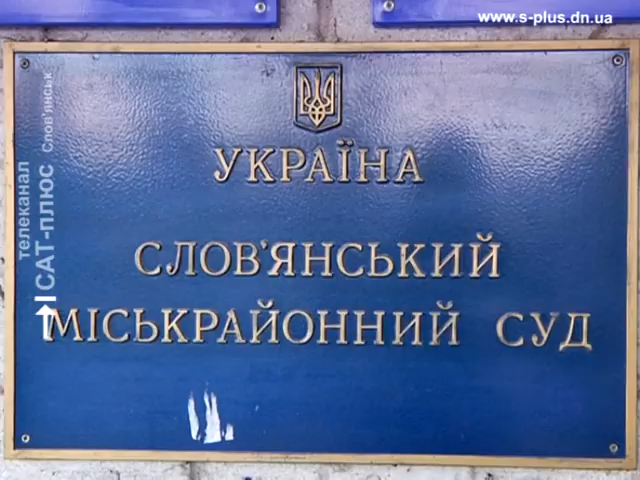 www.s-plus.dn.ua
УКРАЇНА
СЛОВ'ЯНСЬКИЙ
МІСЬКРАЙОННИЙ СУД
телеканал
САТ-плюс
Слов'янськ